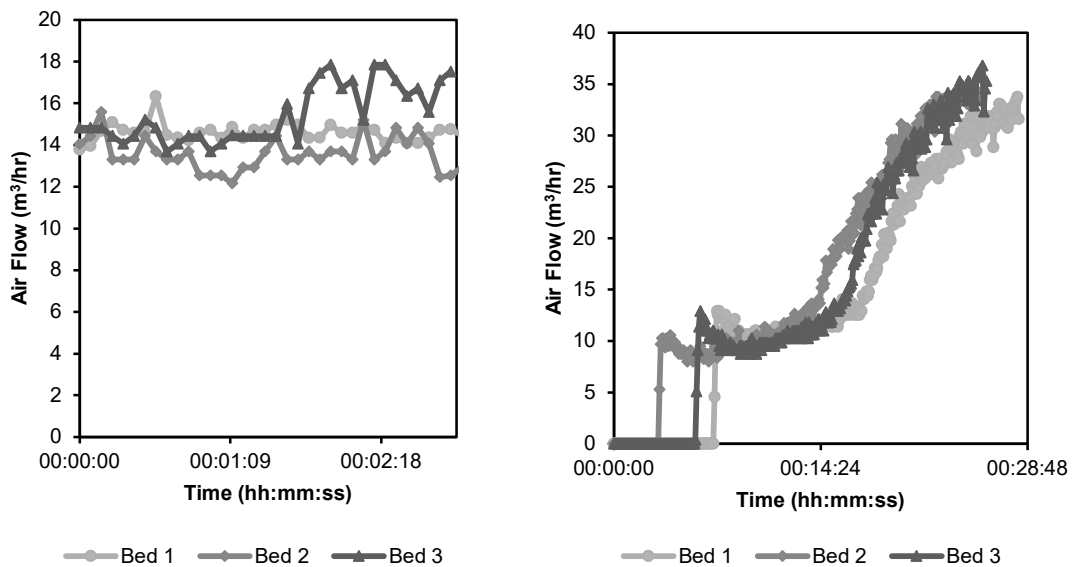 20
18
16
14
12
10
8
6
4
2
0
Air Flow (m³/hr)
00:00:00 00:01:09 00:02:18
Time (hh:mm:ss)
Bed 1 Bed 2 Bed 3
40
35
30
25
20
15
10
5
0
Air Flow (m³/hr)
00:00:00 00:14:24 00:28:48
Time (hh:mm:ss)
Bed 1 Bed 2 Bed 3